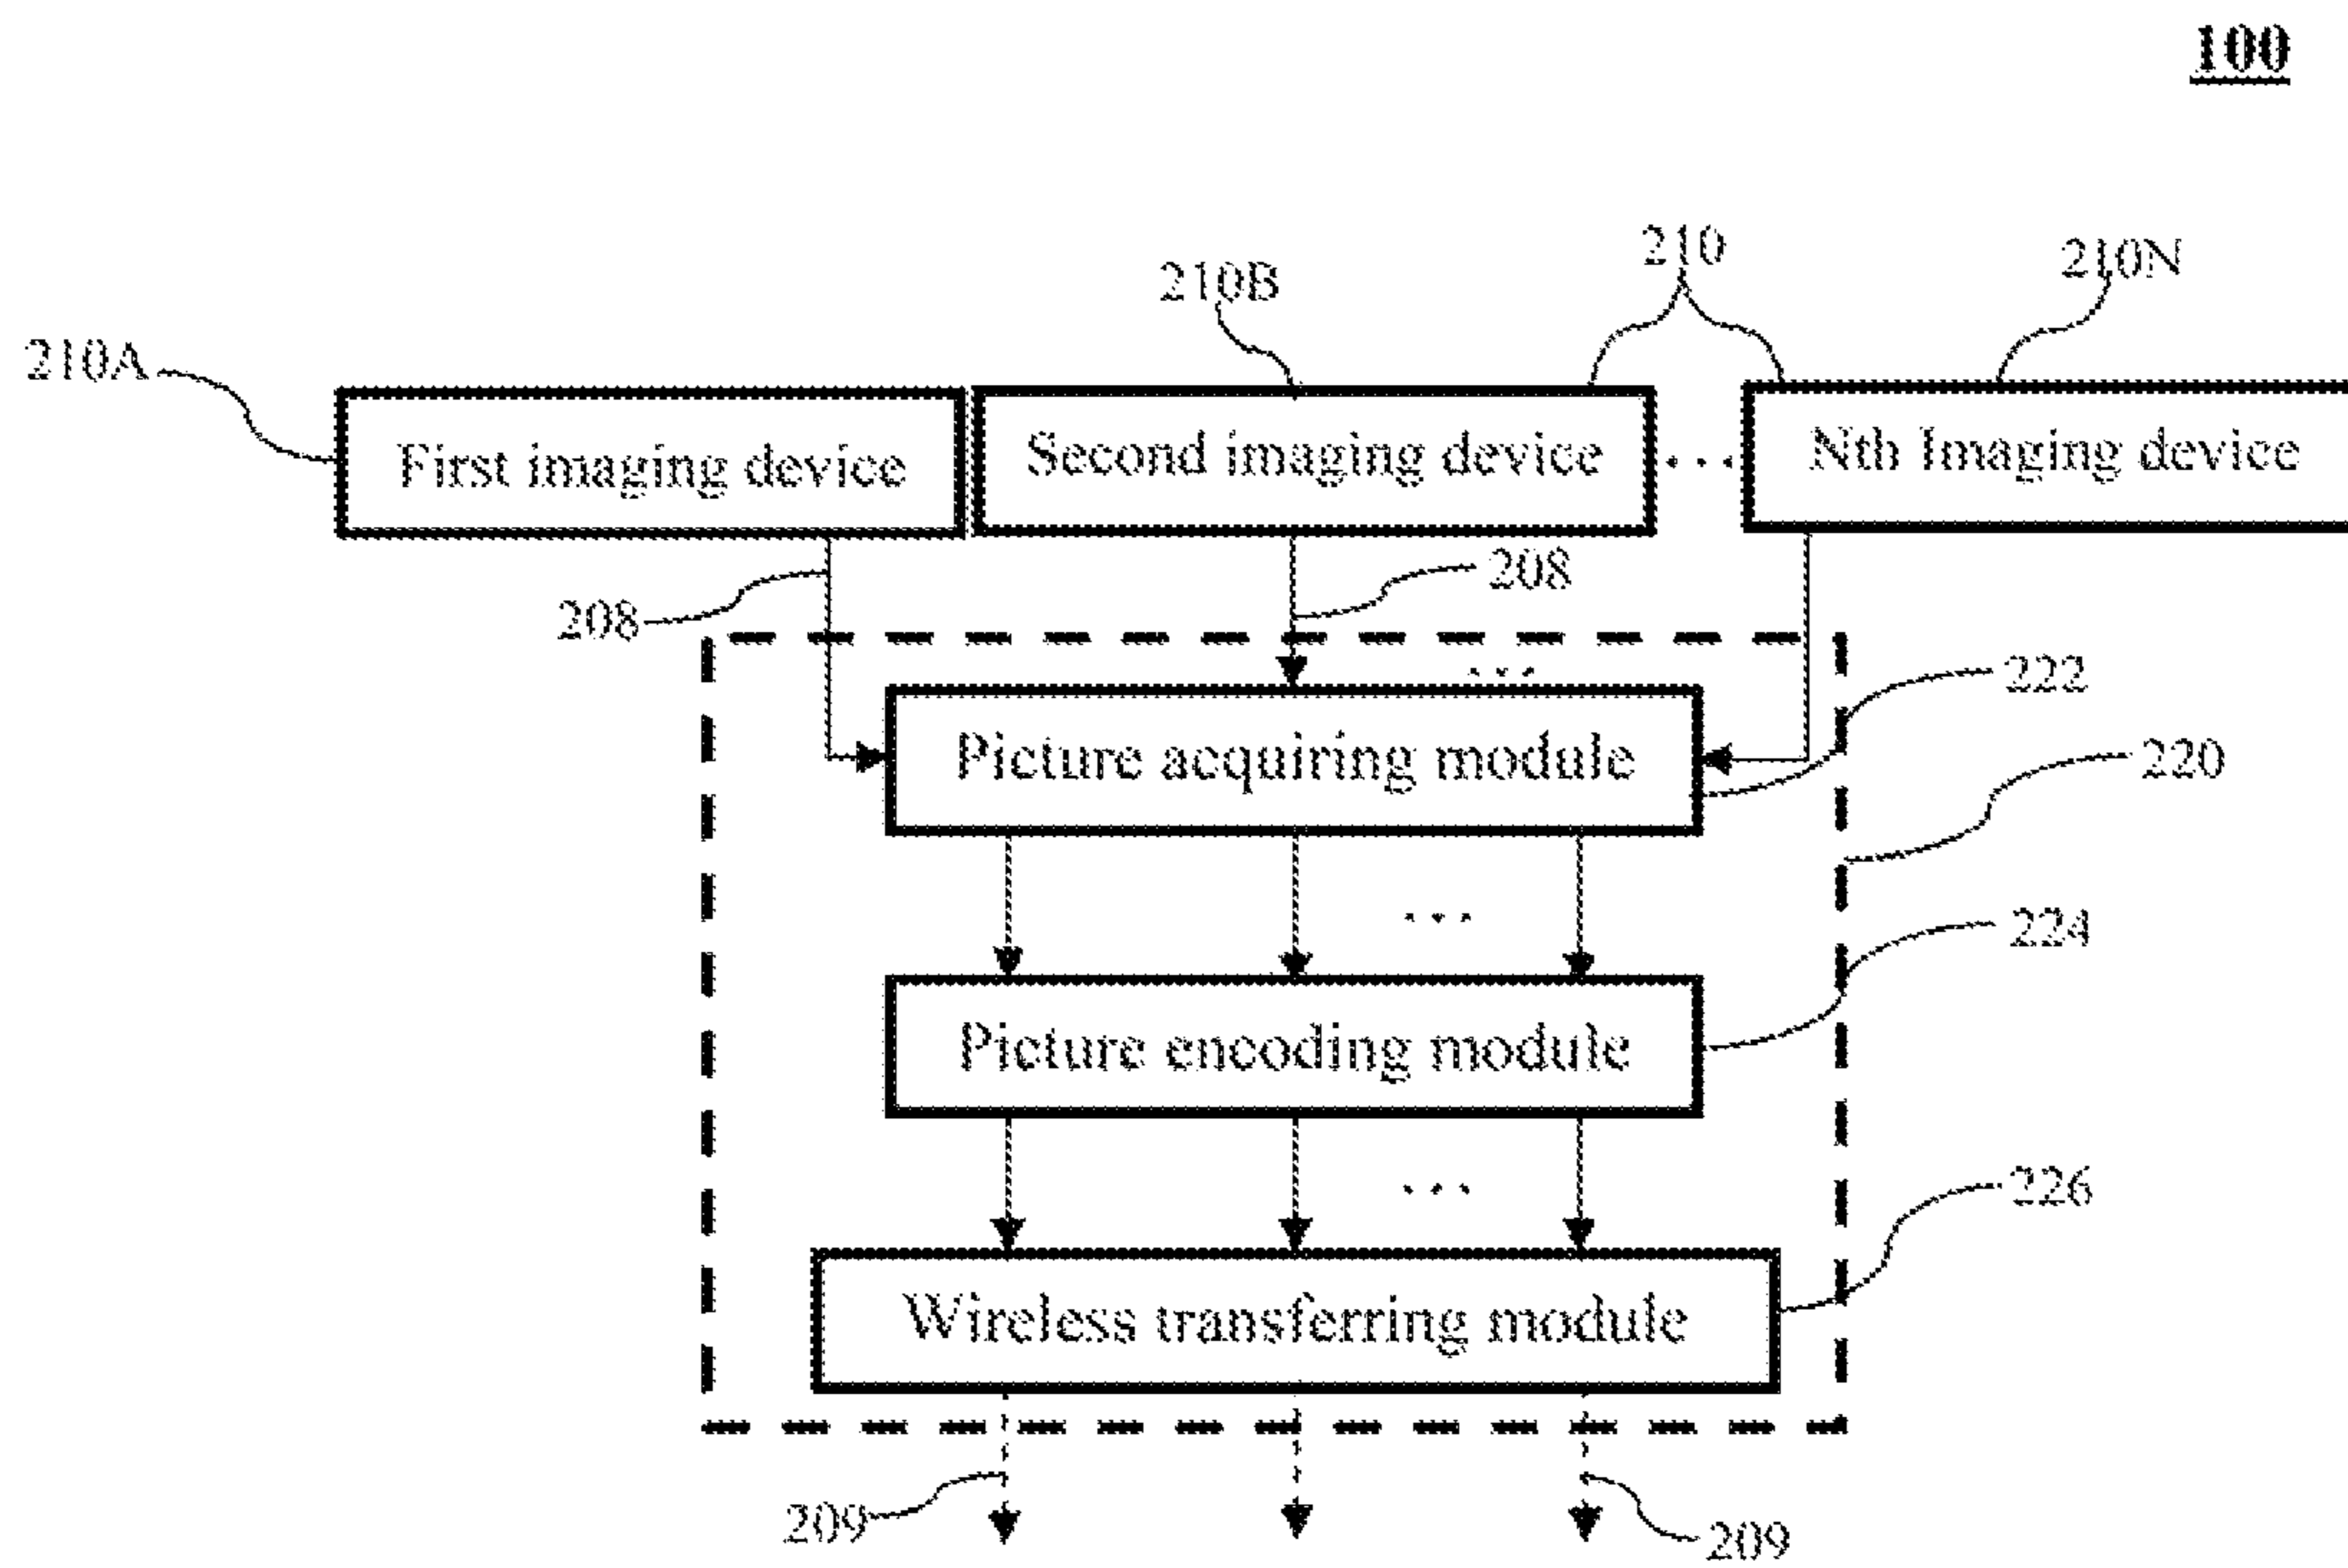 100
210
210B
210N
210A
First imaging device
Second imaging device
...
Nth Imaging device
208
208
...
222
Picture acquiring module
220
...
224
Picture encoding module
...
226
Wireless transferring module
209
209